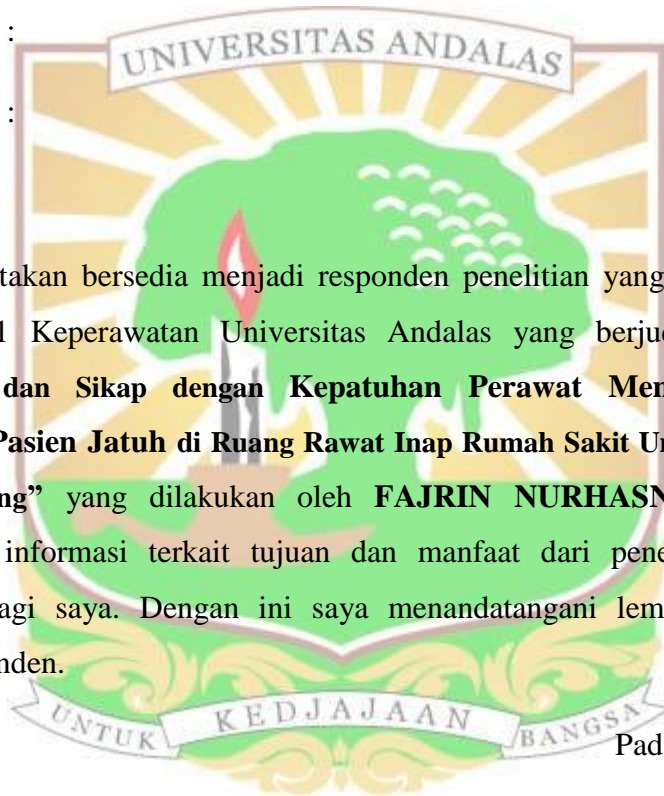 :
UNIVERSITAS ANDALAS
:
takan bersedia menjadi responden penelitian yang
l Keperawatan Universitas Andalas yang berju
dan Sikap dengan Kepatuhan Perawat Men
Pasien Jatuh di Ruang Rawat Inap Rumah Sakit U
ng” yang dilakukan oleh FAJRIN NURHASN
informasi terkait tujuan dan manfaat dari pene
agi saya. Dengan ini saya menandatangani lem
nden.
UNTUK KEDJAJAAN BANGSA
Pad